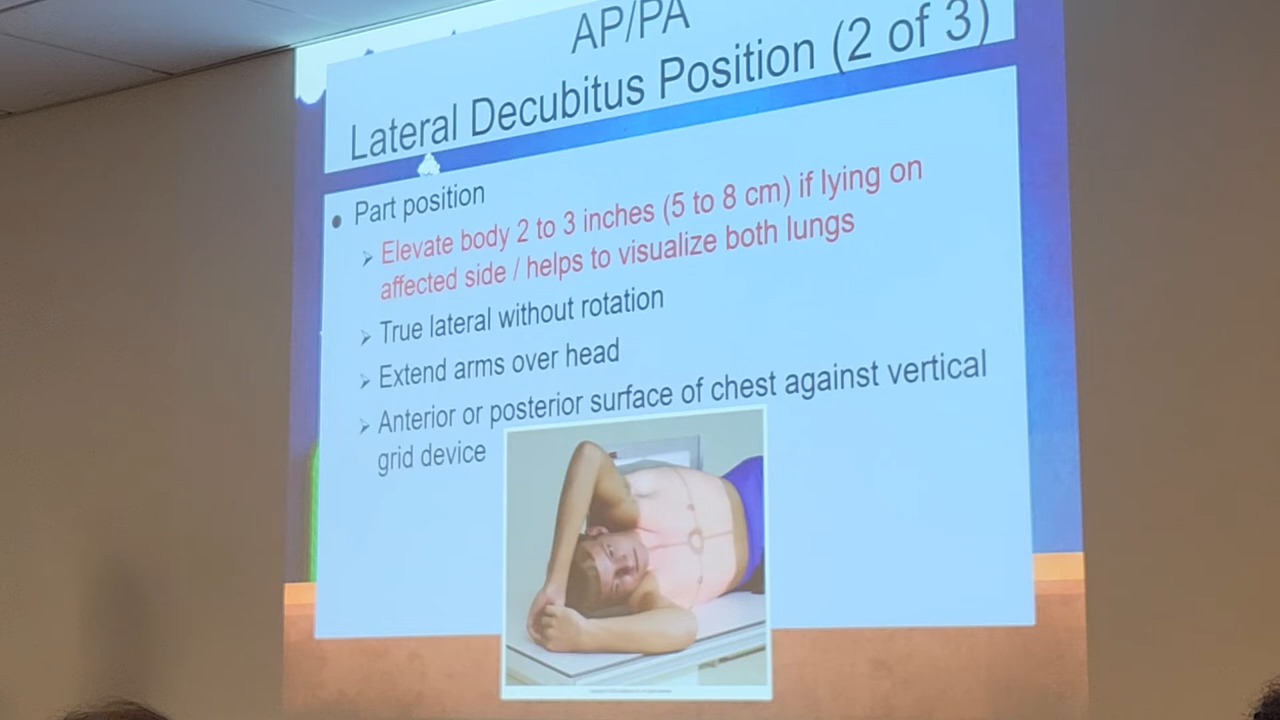 AP/PA
Lateral Decubitus Position (2 of 3)
• Part position
➢ Elevate body 2 to 3 inches (5 to 8 cm) if lying on
affected side / helps to visualize both lungs
➢ True lateral without rotation
➢ Extend arms over head
➢ Anterior or posterior surface of chest against vertical
grid device